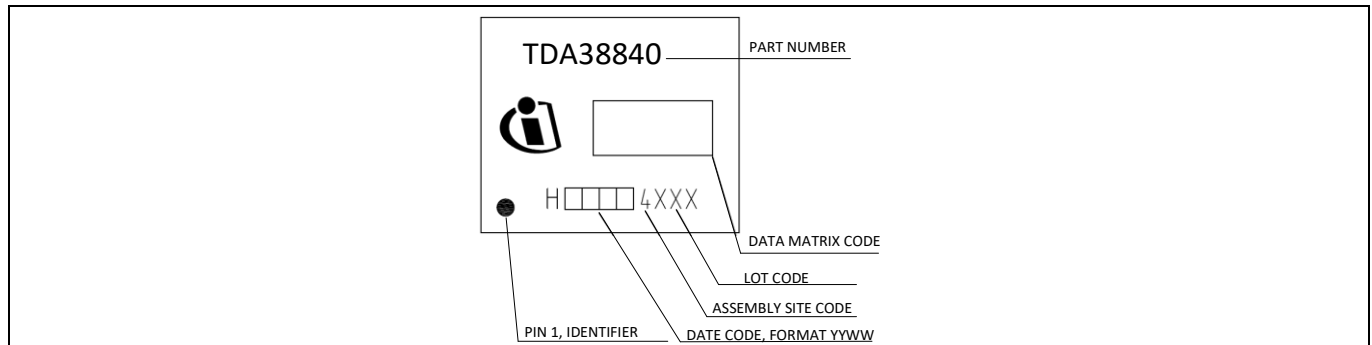 TDA38840
PART NUMBER
H 4XXX
DATA MATRIX CODE
LOT CODE
ASSEMBLY SITE CODE
PIN 1, IDENTIFIER
DATE CODE, FORMAT YYWW